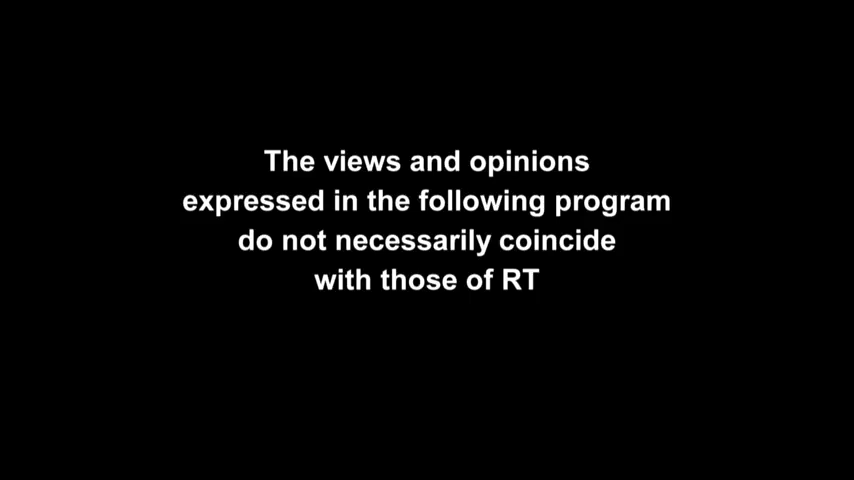 The views and opinions
expressed in the following program
do not necessarily coincide
with those of RT